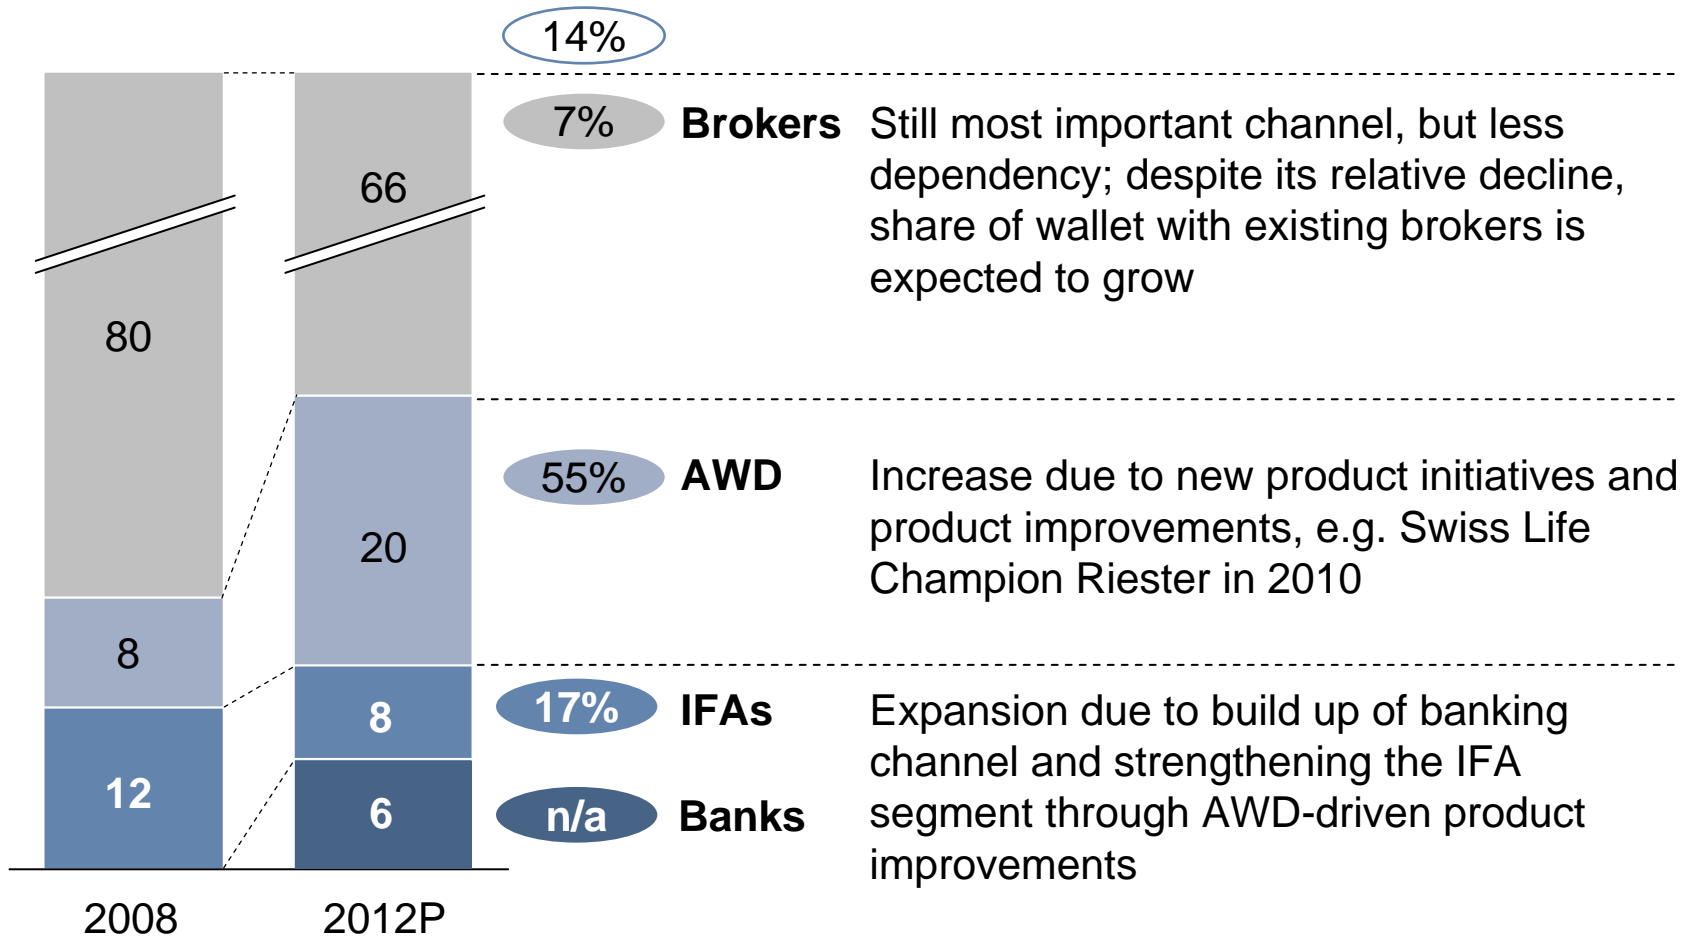 14%
7%
Brokers
Still most important channel, but less
dependency; despite its relative decline,
share of wallet with existing brokers is
expected to grow
66
80
55%
AWD
Increase due to new product initiatives and
product improvements, e.g. Swiss Life
Champion Riester in 2010
20
8
17%
IFAs
Expansion due to build up of banking
channel and strengthening the IFA
segment through AWD-driven product
improvements
8
12
6
n/a
Banks
2008
2012P